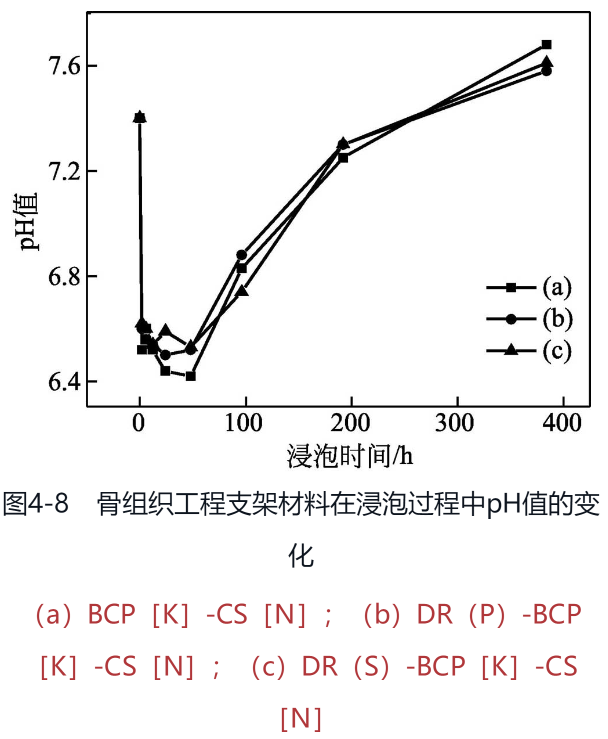 7.6
7.2
6.8
6.4
pH值
(a)
(b)
(c)
0 100 200 300 400
浸泡时间/h
图4-8 骨组织工程支架材料在浸泡过程中pH值的变
化
(a) BCP [K] -CS [N] ; (b) DR (P) -BCP
[K] -CS [N] ; (c) DR (S) -BCP [K] -CS
[N]